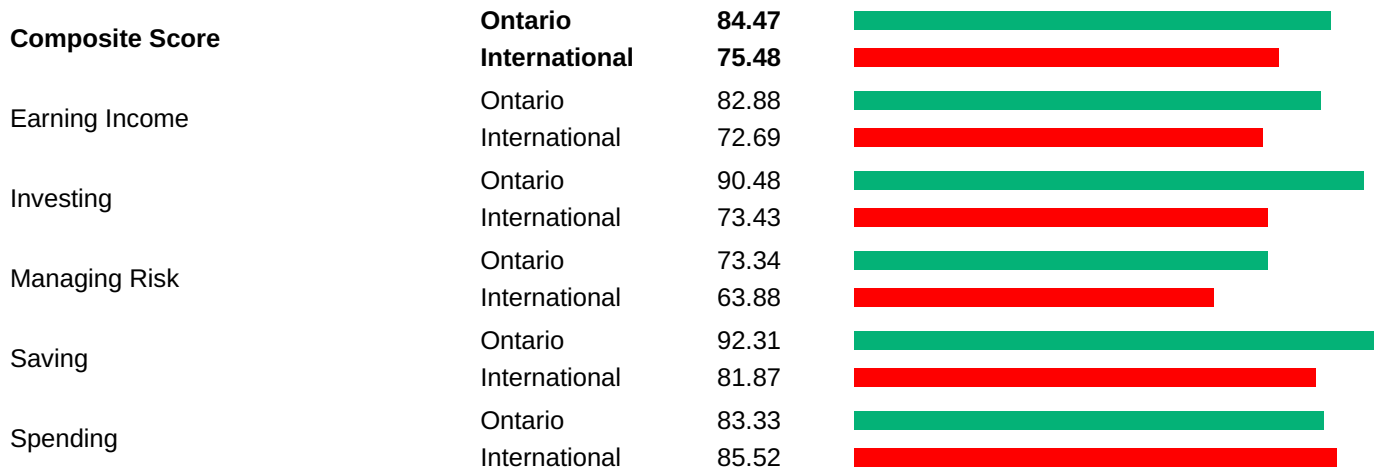 Composite Score
Ontario 84.47
International 75.48
Earning Income
Ontario 82.88
International 72.69
Investing
Ontario 90.48
International 73.43
Managing Risk
Ontario 73.34
International 63.88
Saving
Ontario 92.31
International 81.87
Spending
Ontario 83.33
International 85.52